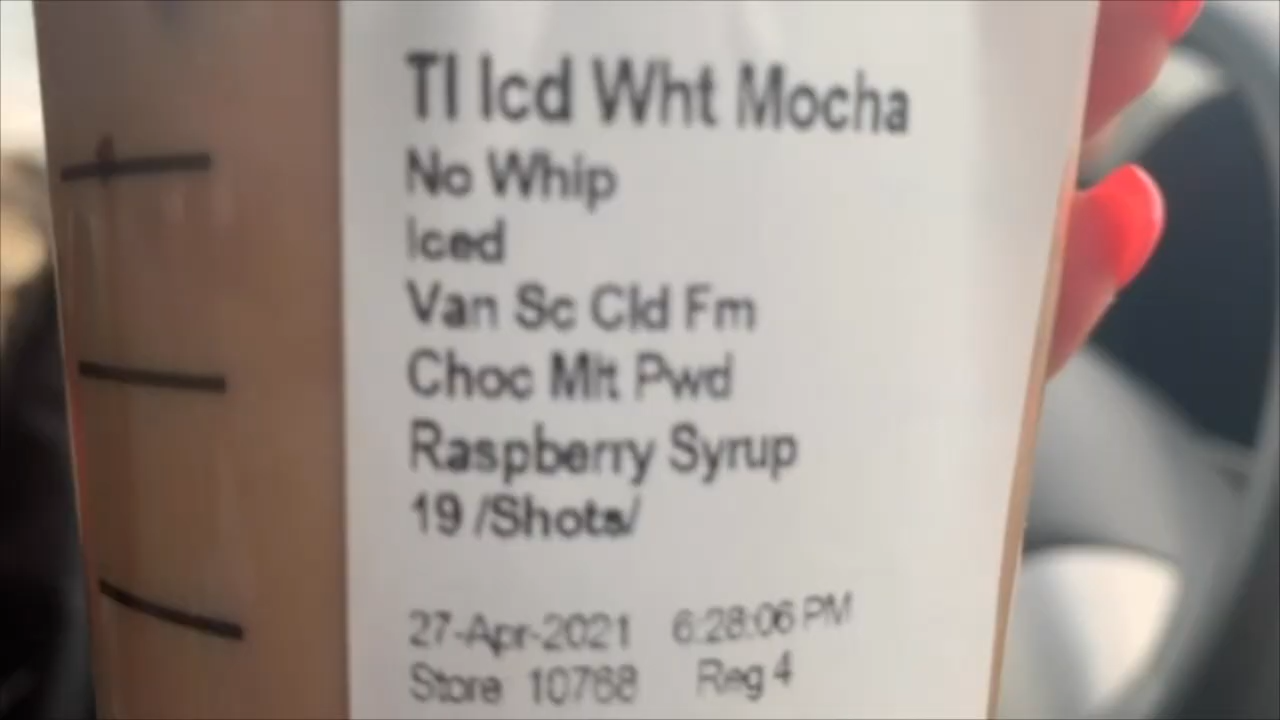 Tl Icd Wht Mocha
No Whip
Iced
Van Sc Cld Fm
Choc Mlt Pwd
Raspberry Syrup
19 /Shots/
27-Apr-2021 6:28:06 PM
Store 10768 Reg 4